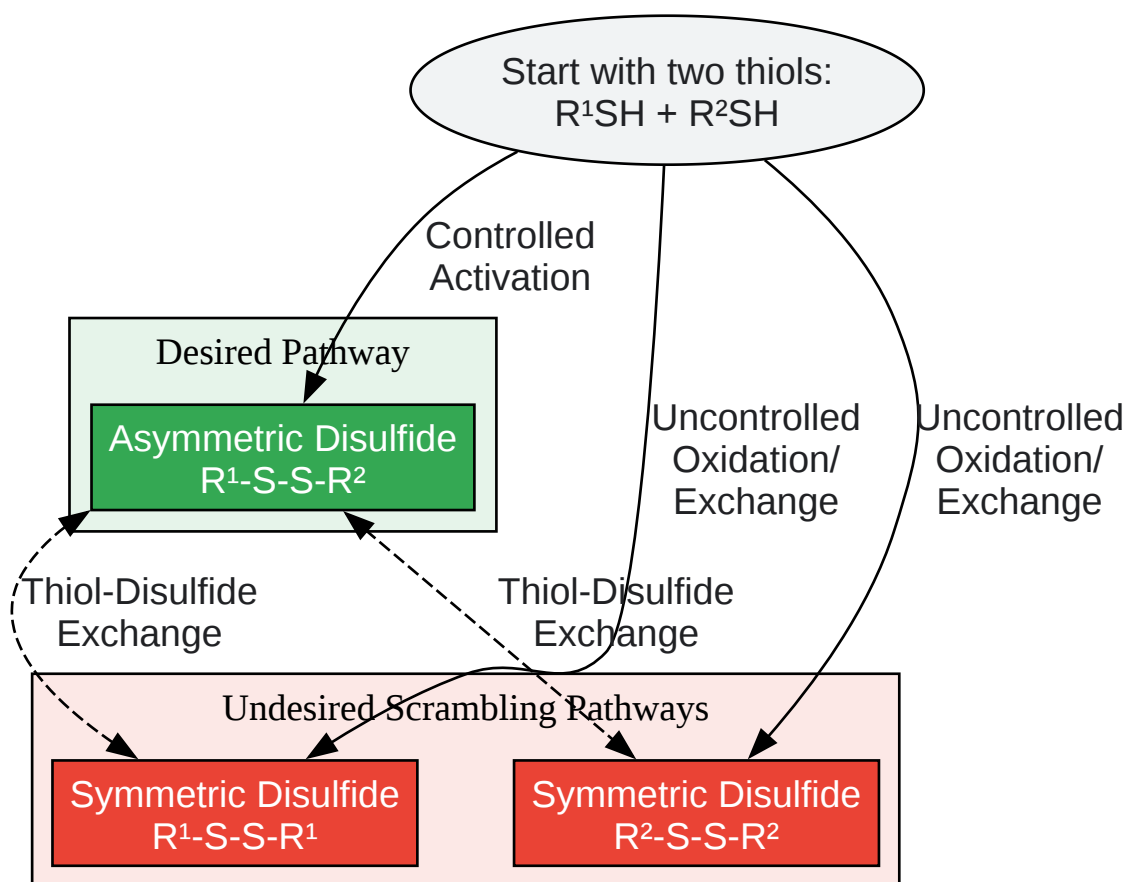 Start with two thiols:
R¹SH + R²SH
Controlled
Activation
Desired Pathway
Asymmetric Disulfide
R¹-S-S-R²
Uncontrolled
Oxidation/
Exchange
Uncontrolled
Oxidation/
Exchange
Thiol-Disulfide
Exchange
Thiol-Disulfide
Exchange
Undesired Scrambling Pathways
Symmetric Disulfide
R¹-S-S-R¹
Symmetric Disulfide
R²-S-S-R²